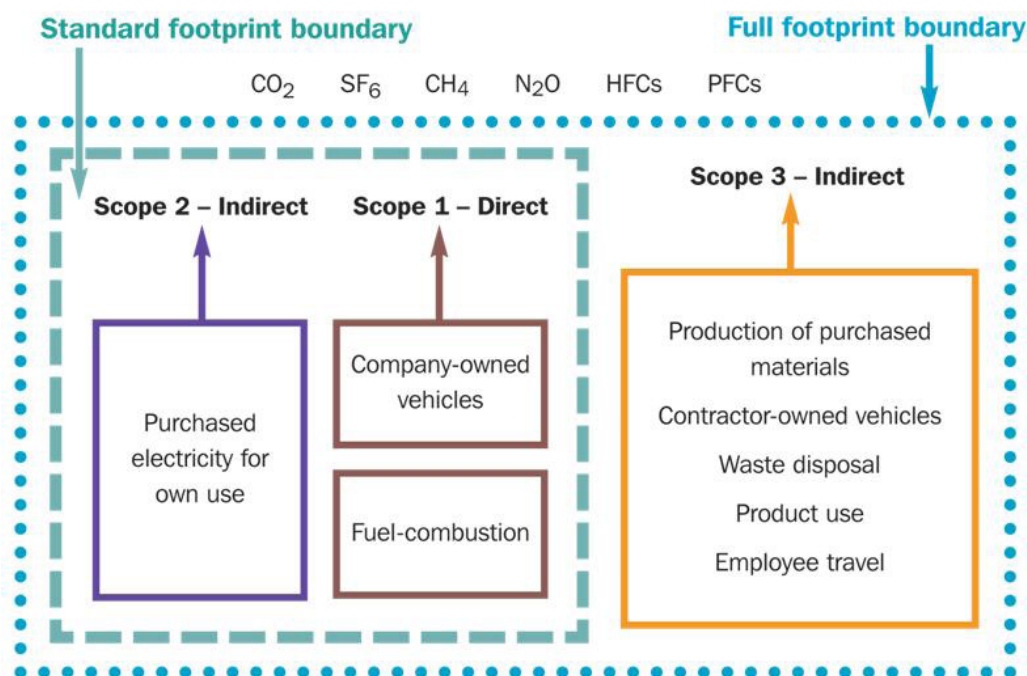 Standard footprint boundary
Full footprint boundary
CO₂ SF₆ CH₄ N₂O HFCs PFCs
Scope 2 – Indirect
Scope 1 – Direct
Scope 3 – Indirect
Purchased
electricity for
own use
Company-owned
vehicles
Fuel-combustion
Production of purchased
materials
Contractor-owned vehicles
Waste disposal
Product use
Employee travel